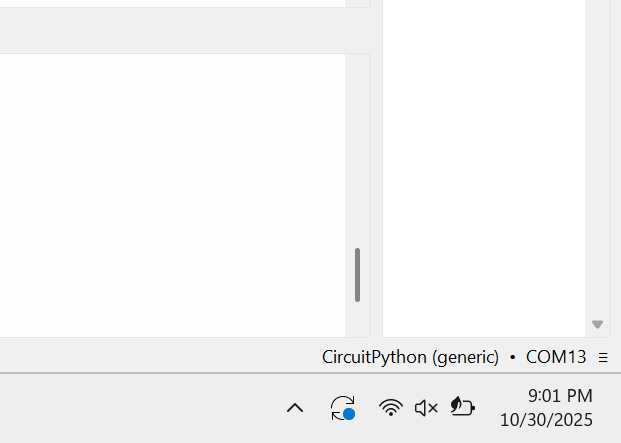 CircuitPython (generic) • COM13 ☰
9:01 PM
10/30/2025